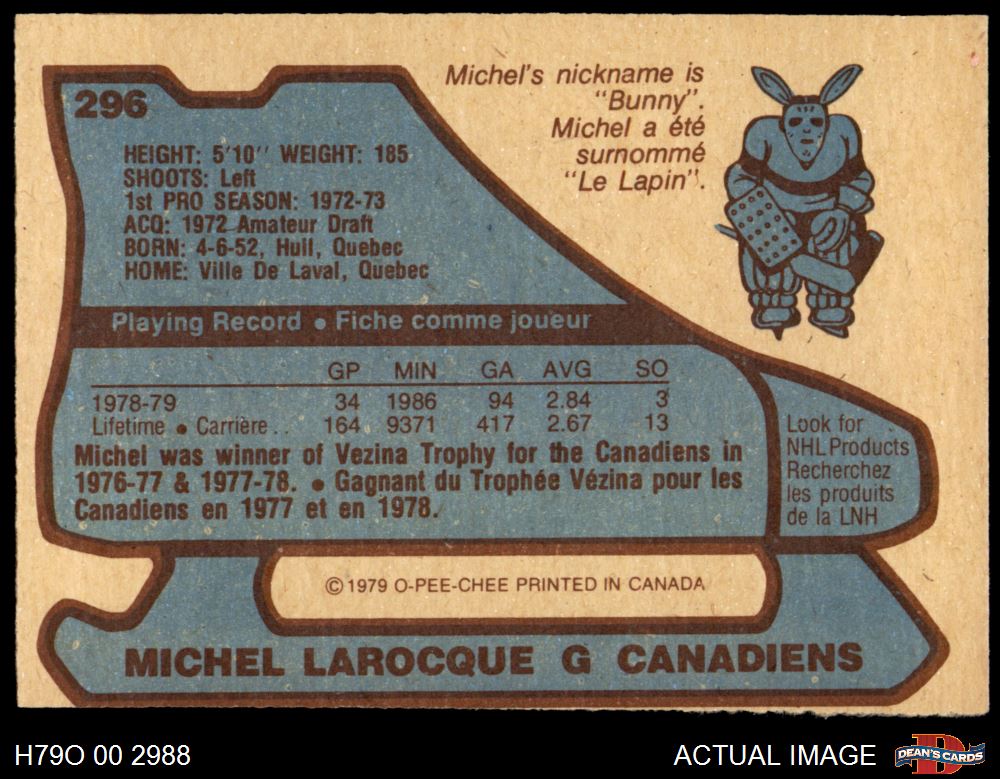 Michel's nickname is
"Bunny".
Michel a été
surnommé
"Le Lapin".
296
HEIGHT: 5'10" WEIGHT: 185
SHOOTS: Left
1st PRO SEASON: 1972-73
ACQ: 1972 Amateur Draft
BORN: 4-6-52, Hull, Quebec
HOME: Ville De Laval, Quebec
Playing Record • Fiche comme joueur
GP MIN GA AVG SO
1978-79 34 1986 94 2.84 3
Lifetime • Carrière .. 164 9371 417 2.67 13
Michel was winner of Vezina Trophy for the Canadiens in
1976-77 & 1977-78. • Gagnant du Trophée Vézina pour les
Canadiens en 1977 et en 1978.
Look for
NHL Products
Recherchez
les produits
de la LNH
© 1979 O-PEE-CHEE PRINTED IN CANADA
MICHEL LAROCQUE G CANADIENS
H79O 00 2988
ACTUAL IMAGE
DEAN'S CARDS